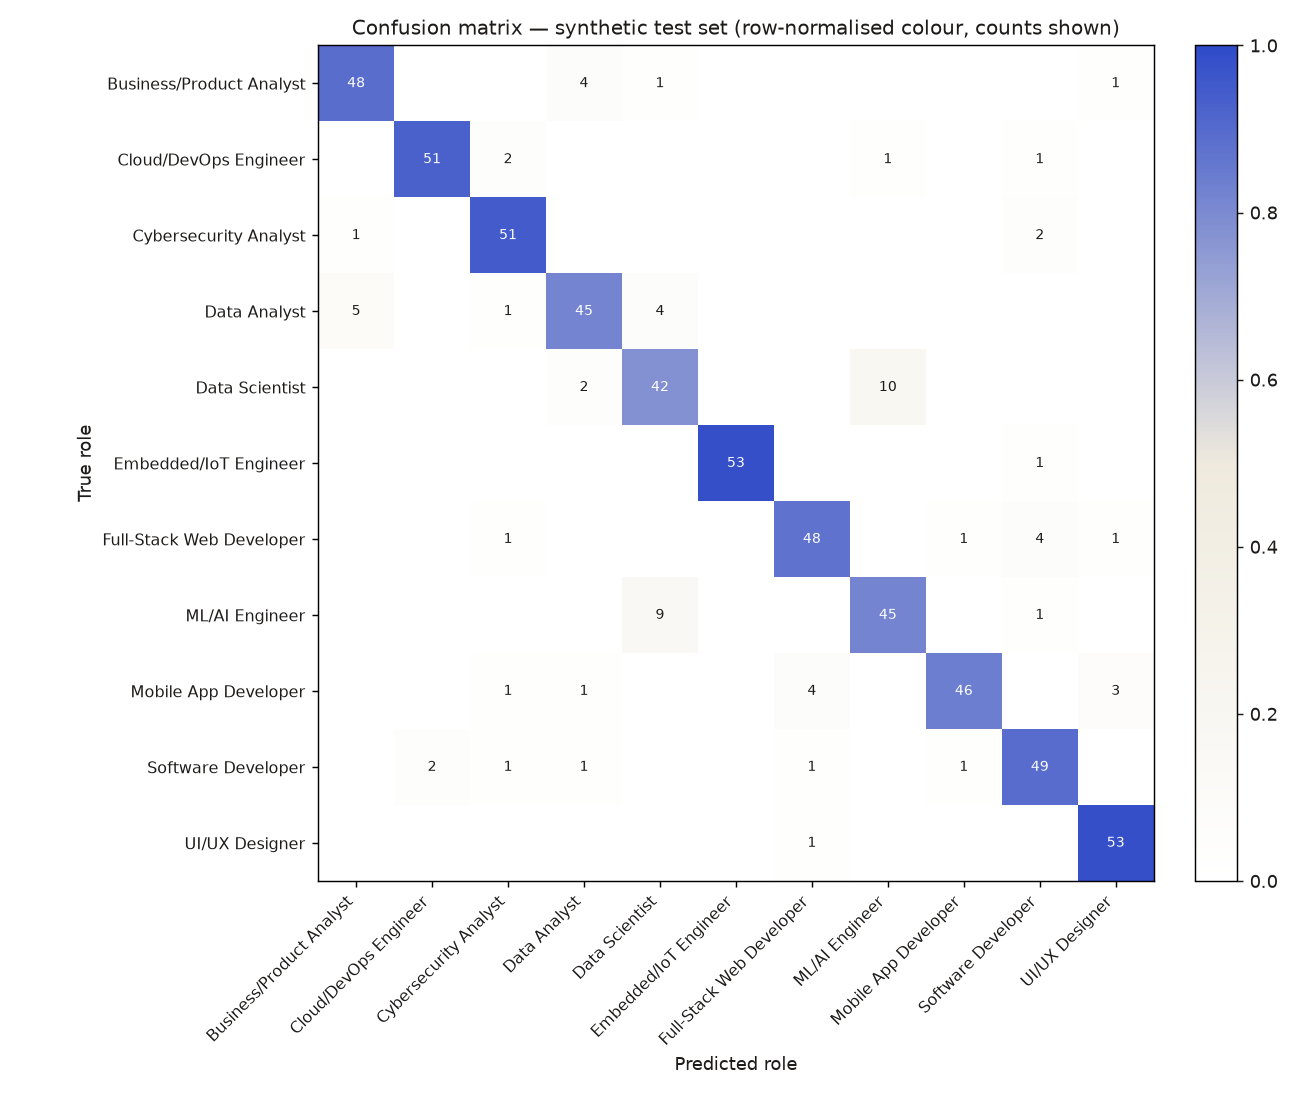 Confusion matrix — synthetic test set (row-normalised colour, counts shown)
Business/Product Analyst 48 4 1 1
Cloud/DevOps Engineer 51 2 1 1
Cybersecurity Analyst 1 51 2
Data Analyst 5 1 45 4
Data Scientist 2 42 10
Embedded/IoT Engineer 53 1
Full-Stack Web Developer 1 48 1 4 1
ML/AI Engineer 9 45 1
Mobile App Developer 1 1 4 46 3
Software Developer 2 1 1 1 1 49
UI/UX Designer 1 53
True role
Business/Product Analyst
Cloud/DevOps Engineer
Cybersecurity Analyst
Data Analyst
Data Scientist
Embedded/IoT Engineer
Full-Stack Web Developer
ML/AI Engineer
Mobile App Developer
Software Developer
UI/UX Designer
Predicted role
1.0
0.8
0.6
0.4
0.2
0.0